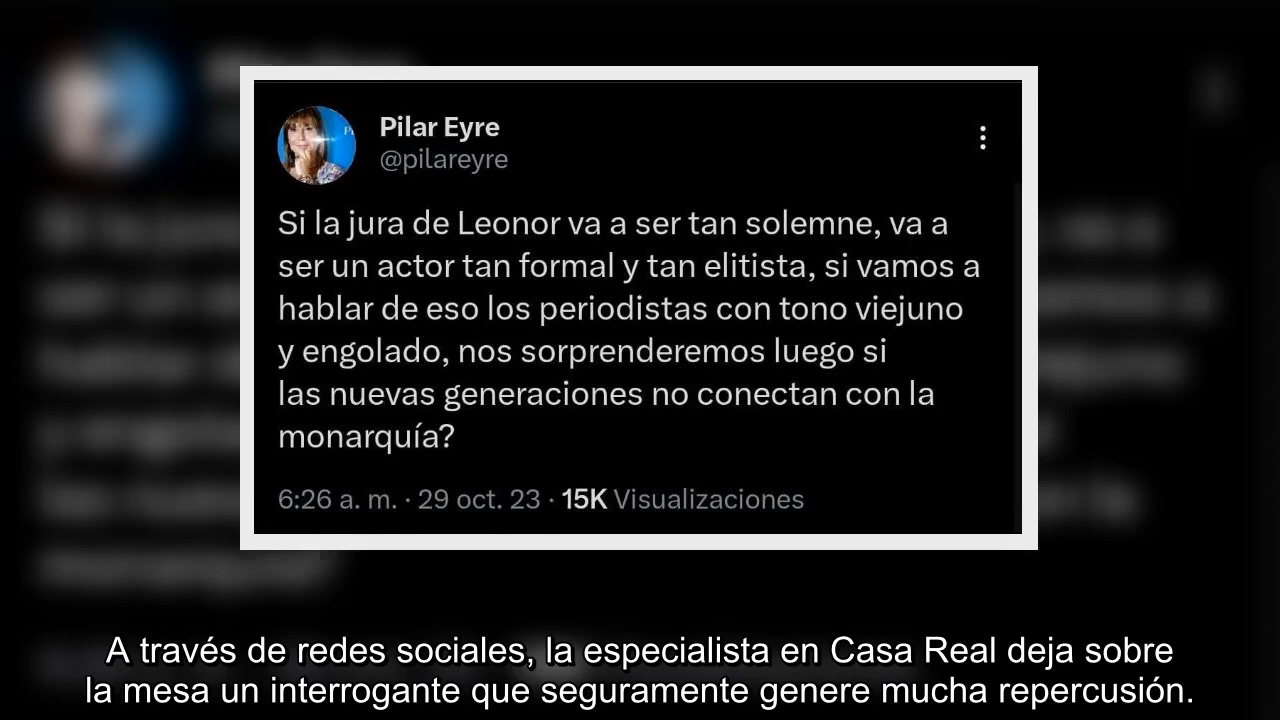 Pilar Eyre
@pilareyre
Si la jura de Leonor va a ser tan solemne, va a
ser un actor tan formal y tan elitista, si vamos a
hablar de eso los periodistas con tono viejuno
y engolado, nos sorprenderemos luego si
las nuevas generaciones no conectan con la
monarquía?
6:26 a. m. · 29 oct. 23 · 15K Visualizaciones
A través de redes sociales, la especialista en Casa Real deja sobre
la mesa un interrogante que seguramente genere mucha repercusión.